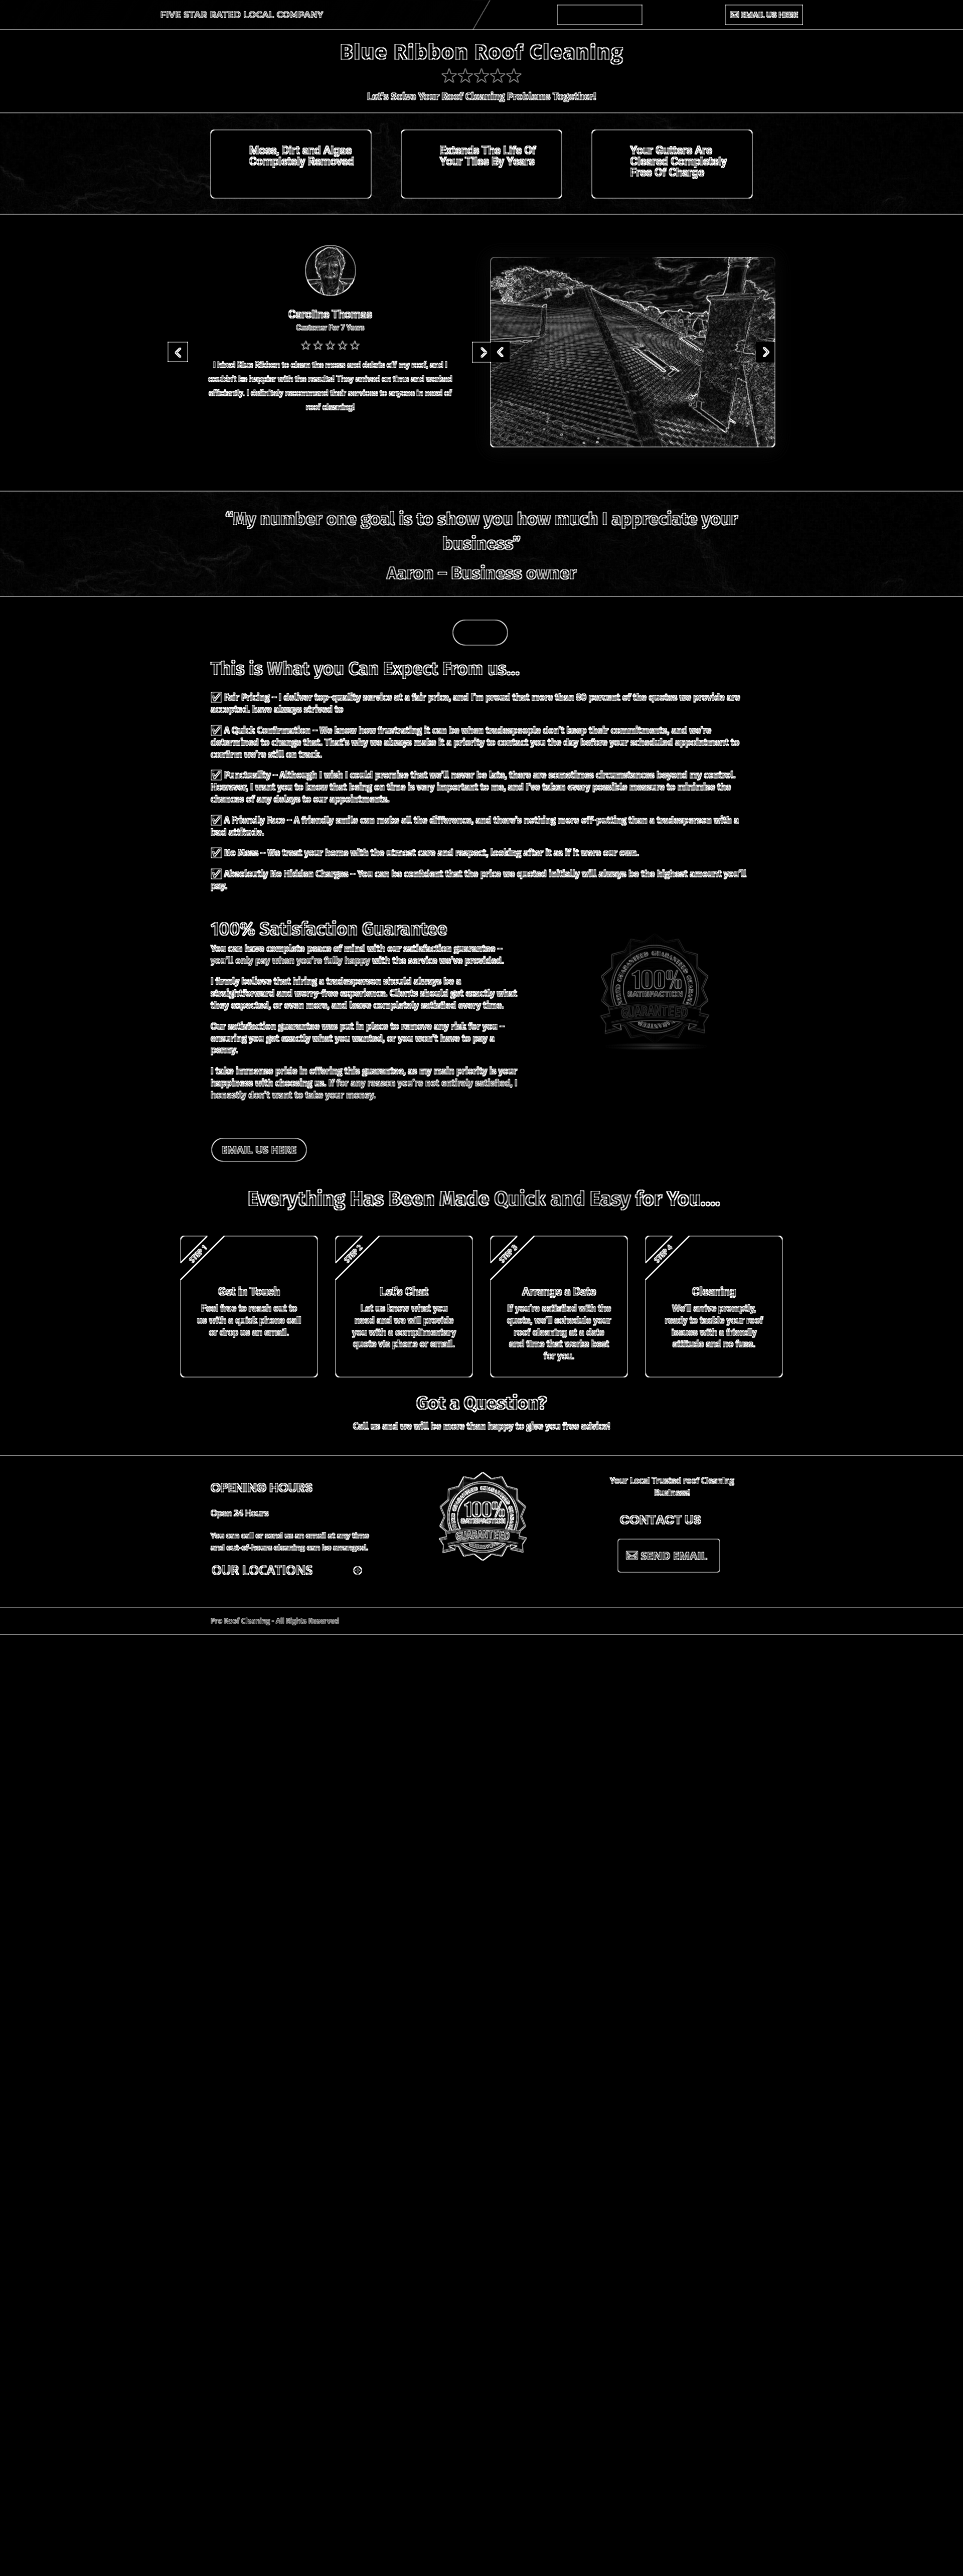 FIVE STAR RATED LOCAL COMPANY
EMAIL US HERE
Blue Ribbon Roof Cleaning
Let's Solve Your Roof Cleaning Problems Together!
Moss, Dirt and Algae
Completely Removed
Extends The Life Of
Your Tiles By Years
Your Gutters Are
Cleared Completely
Free Of Charge
Caroline Thomas
Customer For 7 Years
I hired Blue Ribbon to clean the moss and debris off my roof, and I
couldn't be happier with the results! They arrived on time and worked
efficiently. I definitely recommend their services to anyone in need of
roof cleaning!
“My number one goal is to show you how much I appreciate your
business”
Aaron – Business owner
This is What you Can Expect From us...
Fair Pricing -- I deliver top-quality service at a fair price, and I'm proud that more than 80 percent of the quotes we provide are
accepted. have always strived to
A Quick Confirmation -- We know how frustrating it can be when tradespeople don't keep their commitments, and we're
determined to change that. That's why we always make it a priority to contact you the day before your scheduled appointment to
confirm we're still on track.
Punctuality -- Although I wish I could promise that we'll never be late, there are sometimes circumstances beyond my control.
However, I want you to know that being on time is very important to me, and I've taken every possible measure to minimise the
chances of any delays to our appointments.
A Friendly Face -- A friendly smile can make all the difference, and there's nothing more off-putting than a tradesperson with a
bad attitude.
No Mess -- We treat your home with the utmost care and respect, looking after it as if it were our own.
Absoloutly No Hidden Charges -- You can be confident that the price we quoted initially will always be the highest amount you'll
pay.
100% Satisfaction Guarantee
You can have complete peace of mind with our satisfaction guarantee --
you'll only pay when you're fully happy with the service we've provided.
I firmly believe that hiring a tradesperson should always be a
straightforward and worry-free experience. Clients should get exactly what
they expected, or even more, and leave completely satisfied every time.
Our satisfaction guarantee was put in place to remove any risk for you --
ensuring you get exactly what you wanted, or you won't have to pay a
penny.
I take immense pride in offering this guarantee, as my main priority is your
happiness with choosing us. If for any reason you're not entirely satisfied, I
honestly don't want to take your money.
GUARANTEED GUARANTEED
100%
SATISFACTION
GUARANTEED
EMAIL US HERE
Everything Has Been Made Quick and Easy for You....
STEP 1
Get in Touch
Feel free to reach out to
us with a quick phone call
or drop us an email.
STEP 2
Let's Chat
Let us know what you
need and we will provide
you with a complimentary
quote via phone or email.
STEP 3
Arrange a Date
If you're satisfied with the
quote, we'll schedule your
roof cleaning at a date
and time that works best
for you.
STEP 4
Cleaning
We'll arrive promptly,
ready to tackle your roof
issues with a friendly
attitude and no fuss.
Got a Question?
Call us and we will be more than happy to give you free advice!
OPENING HOURS
Open 24 Hours
You can call or send us an email at any time
and out-of-hours cleaning can be arranged.
OUR LOCATIONS
GUARANTEED GUARANTEED
100%
SATISFACTION
GUARANTEED
Your Local Trusted roof Cleaning
Business!
CONTACT US
SEND EMAIL
Pro Roof Cleaning - All Rights Reserved